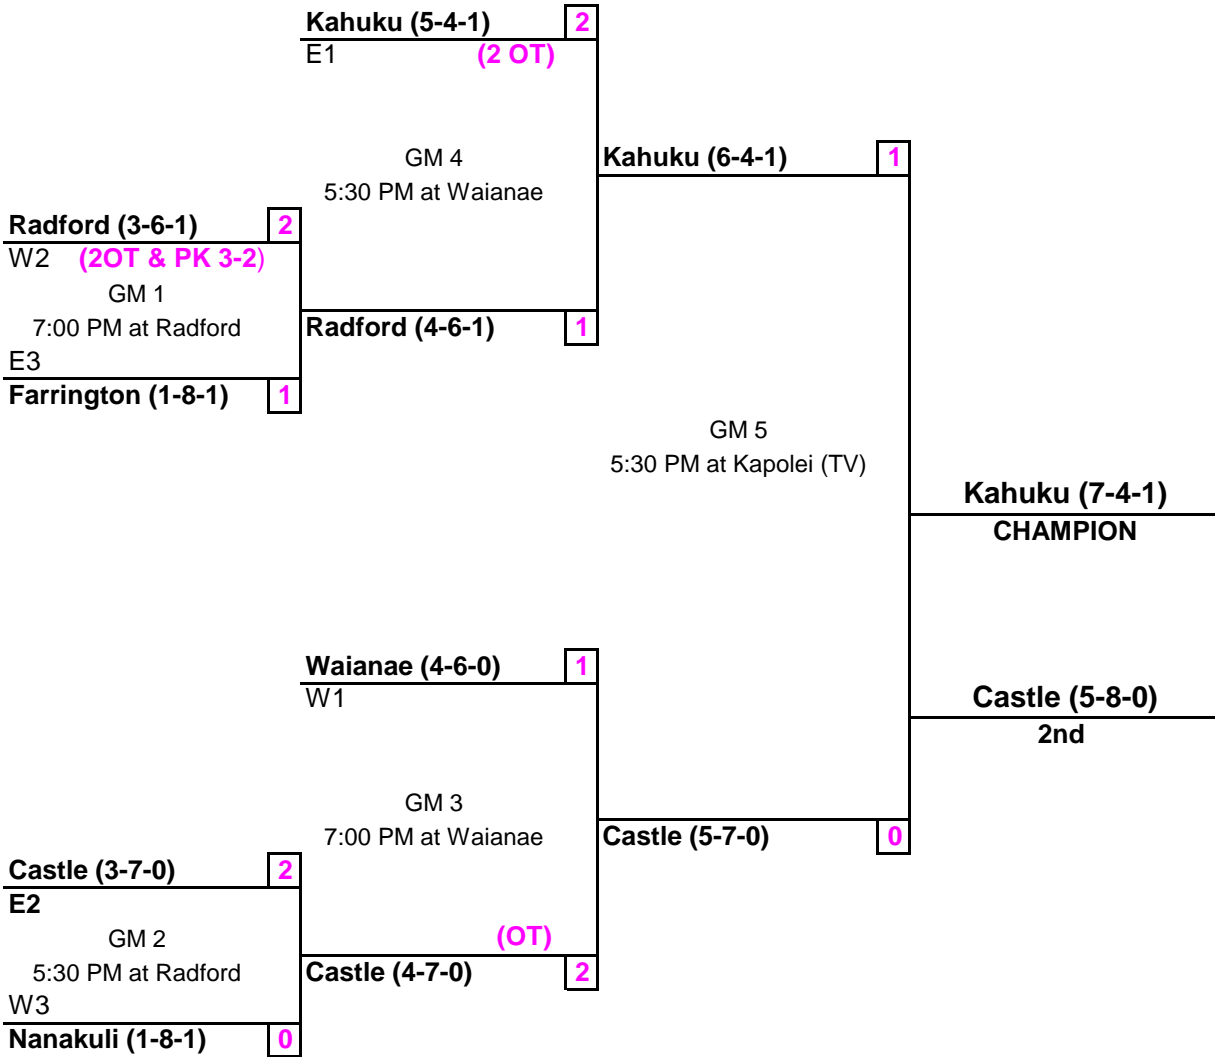 Kahuku (5-4-1) 2
E1 (2 OT)
GM 4
5:30 PM at Waianae
Kahuku (6-4-1) 1
Radford (3-6-1) 2
W2 (2OT & PK 3-2)
GM 1
7:00 PM at Radford
Radford (4-6-1) 1
E3
Farrington (1-8-1) 1
GM 5
5:30 PM at Kapolei (TV)
Kahuku (7-4-1)
CHAMPION
Waianae (4-6-0) 1
W1
Castle (5-8-0)
2nd
GM 3
7:00 PM at Waianae
Castle (5-7-0) 0
Castle (3-7-0) 2
E2
GM 2
5:30 PM at Radford
(OT)
Castle (4-7-0) 2
W3
Nanakuli (1-8-1) 0